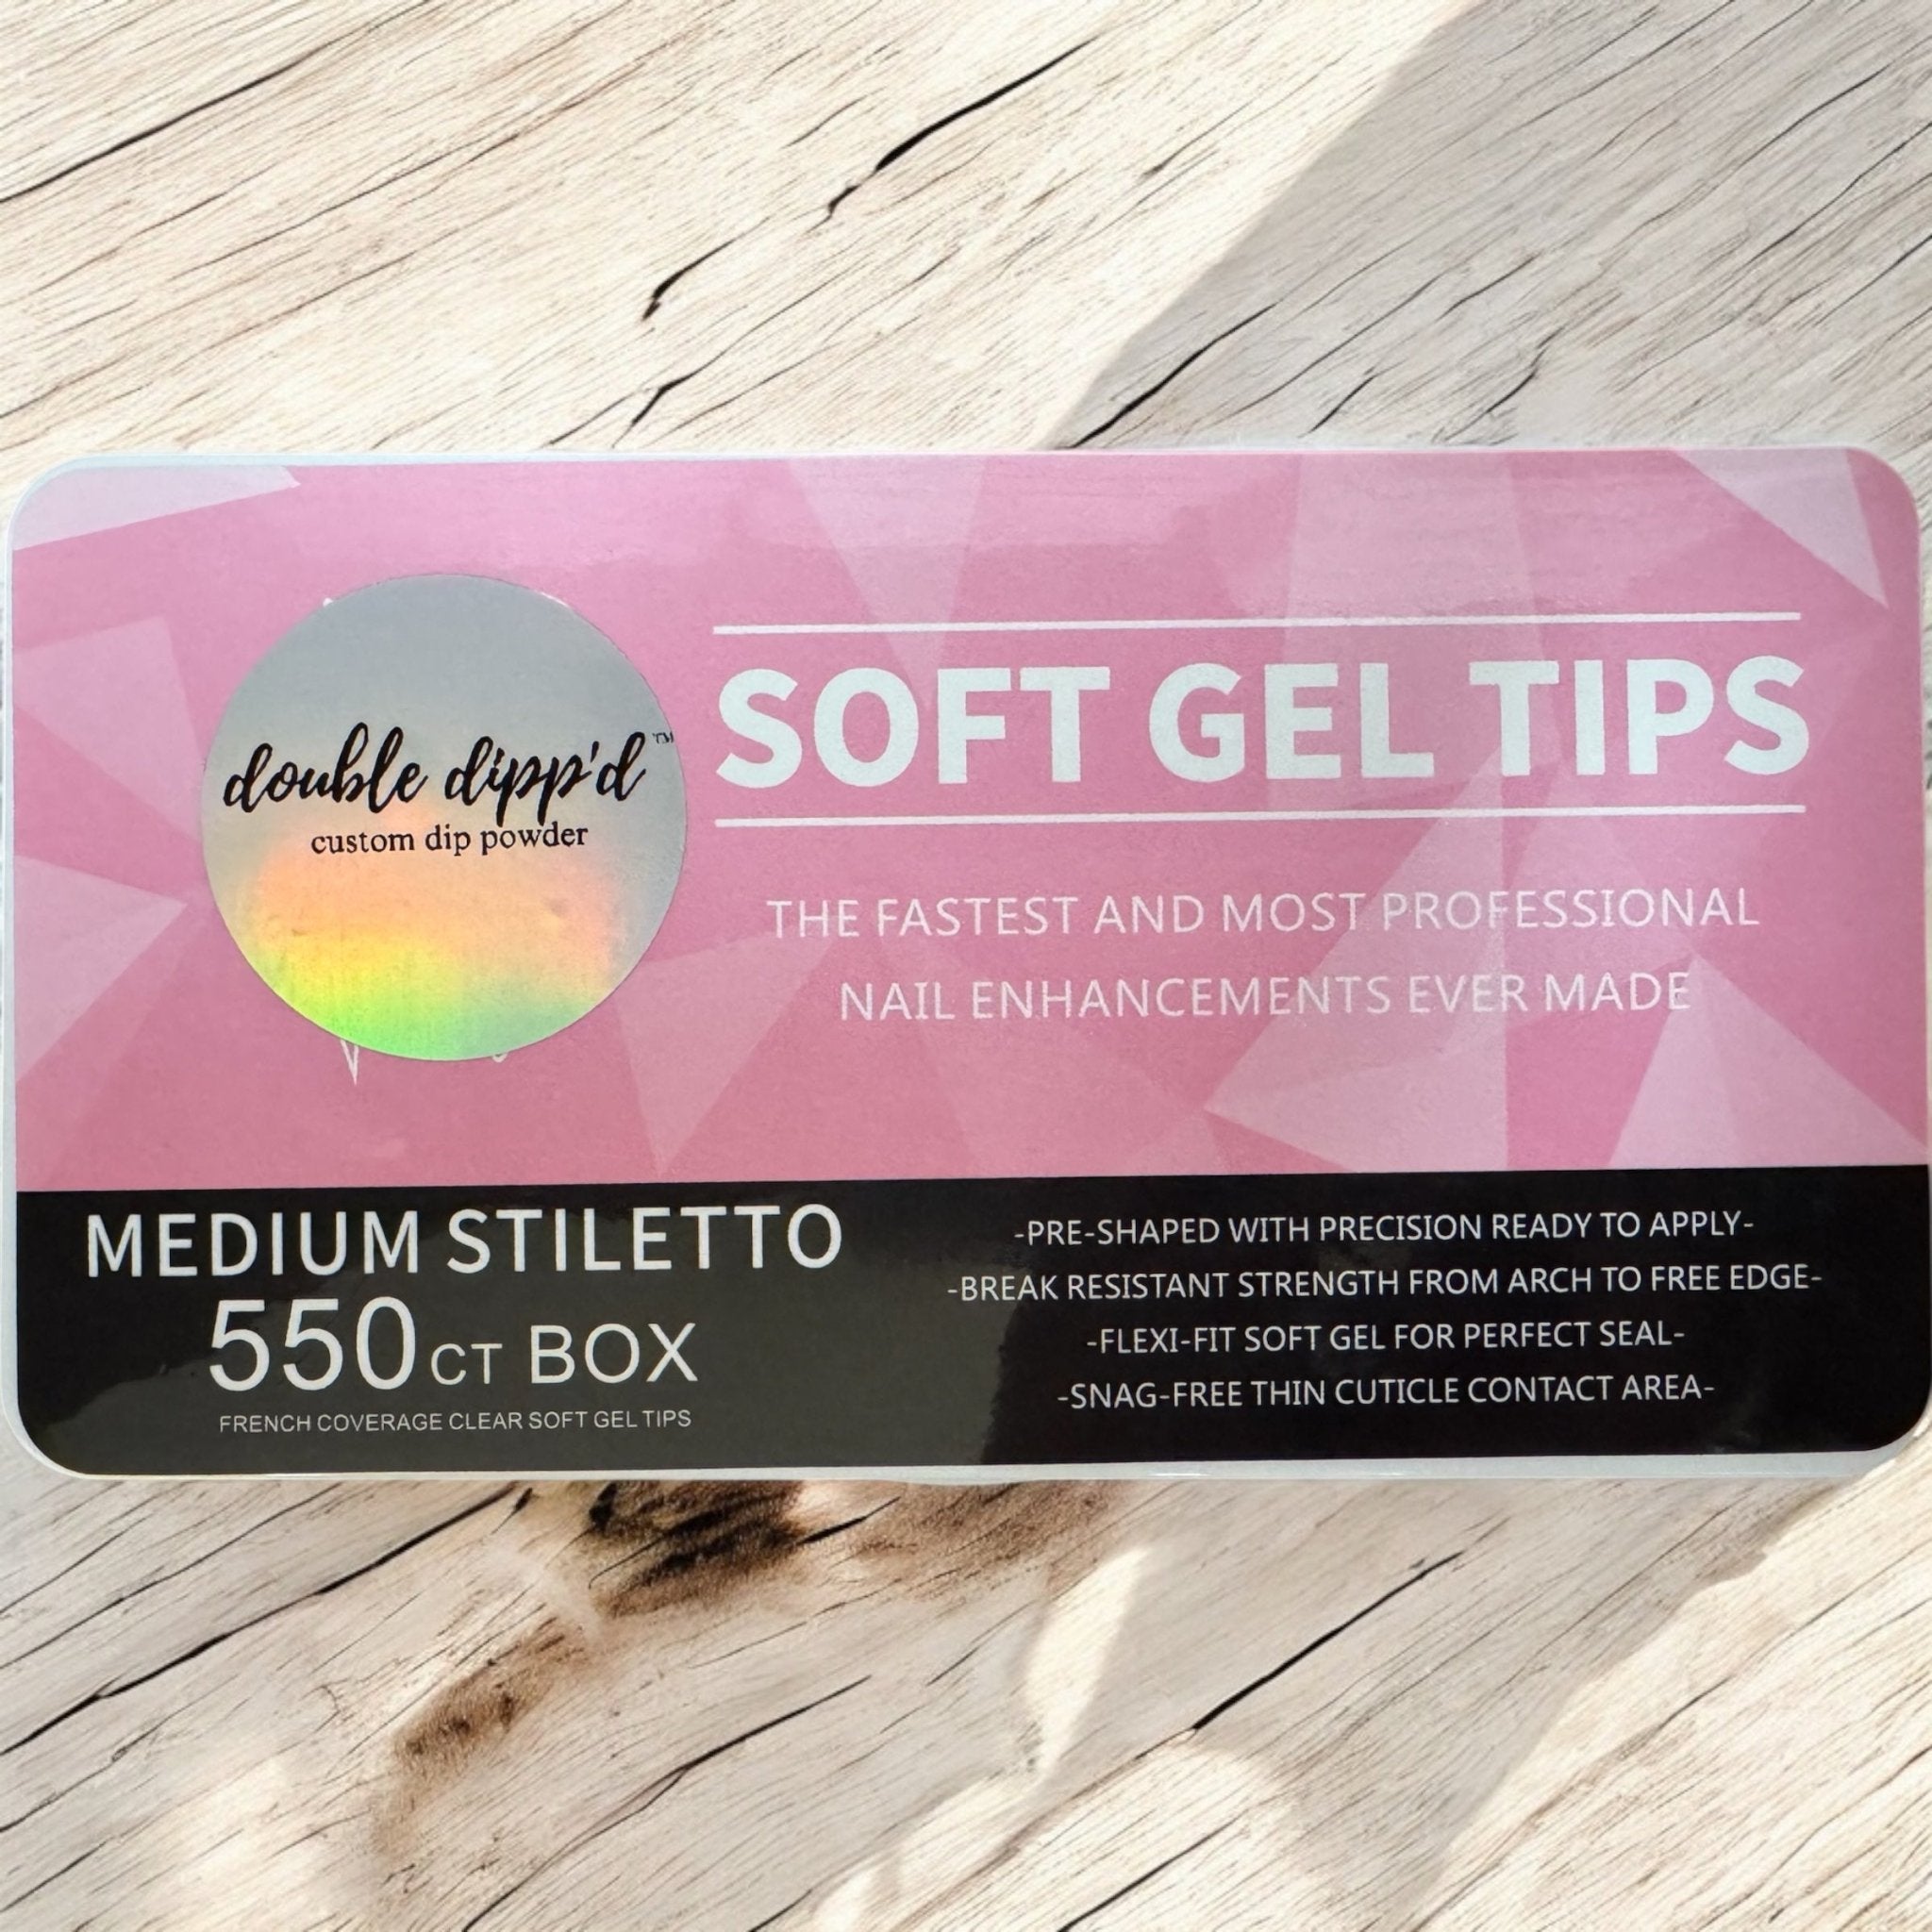 double dipp'd™
custom dip powder
SOFT GEL TIPS
THE FASTEST AND MOST PROFESSIONAL
NAIL ENHANCEMENTS EVER MADE
MEDIUM STILETTO
550 CT BOX
FRENCH COVERAGE CLEAR SOFT GEL TIPS
-PRE-SHAPED WITH PRECISION READY TO APPLY-
-BREAK RESISTANT STRENGTH FROM ARCH TO FREE EDGE-
-FLEXI-FIT SOFT GEL FOR PERFECT SEAL-
-SNAG-FREE THIN CUTICLE CONTACT AREA-